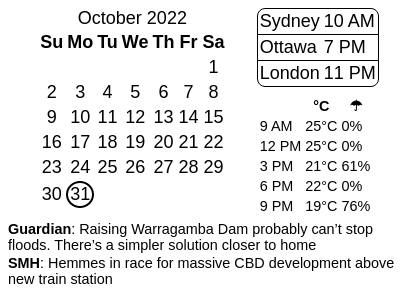 October 2022
Su Mo Tu We Th Fr Sa
1
2 3 4 5 6 7 8
9 10 11 12 13 14 15
16 17 18 19 20 21 22
23 24 25 26 27 28 29
30 31
Sydney 10 AM
Ottawa 7 PM
London 11 PM
°C ☂
9 AM 25°C 0%
12 PM 25°C 0%
3 PM 21°C 61%
6 PM 22°C 0%
9 PM 19°C 76%
Guardian: Raising Warragamba Dam probably can’t stop
floods. There’s a simpler solution closer to home
SMH: Hemmes in race for massive CBD development above
new train station